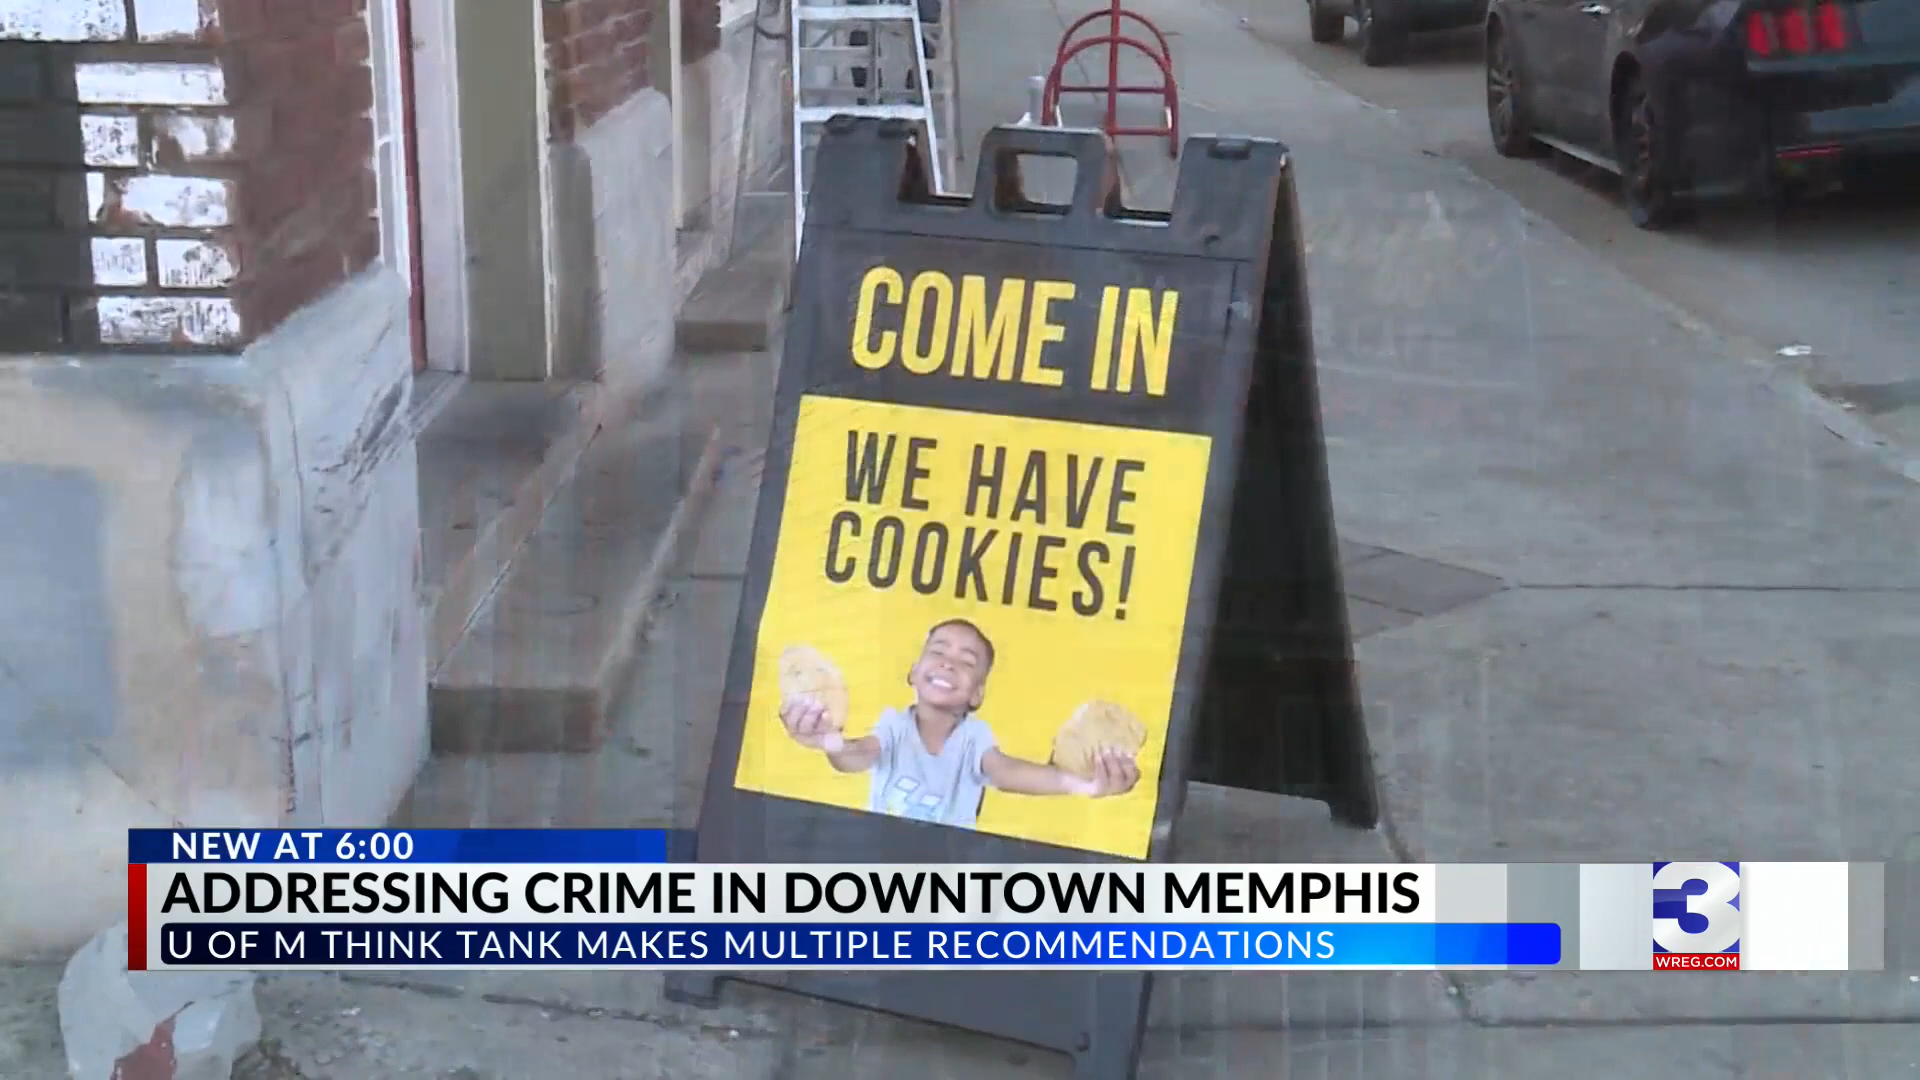 COME IN
WE HAVE
COOKIES!
NEW AT 6:00
ADDRESSING CRIME IN DOWNTOWN MEMPHIS
U OF M THINK TANK MAKES MULTIPLE RECOMMENDATIONS
3
WREG.COM